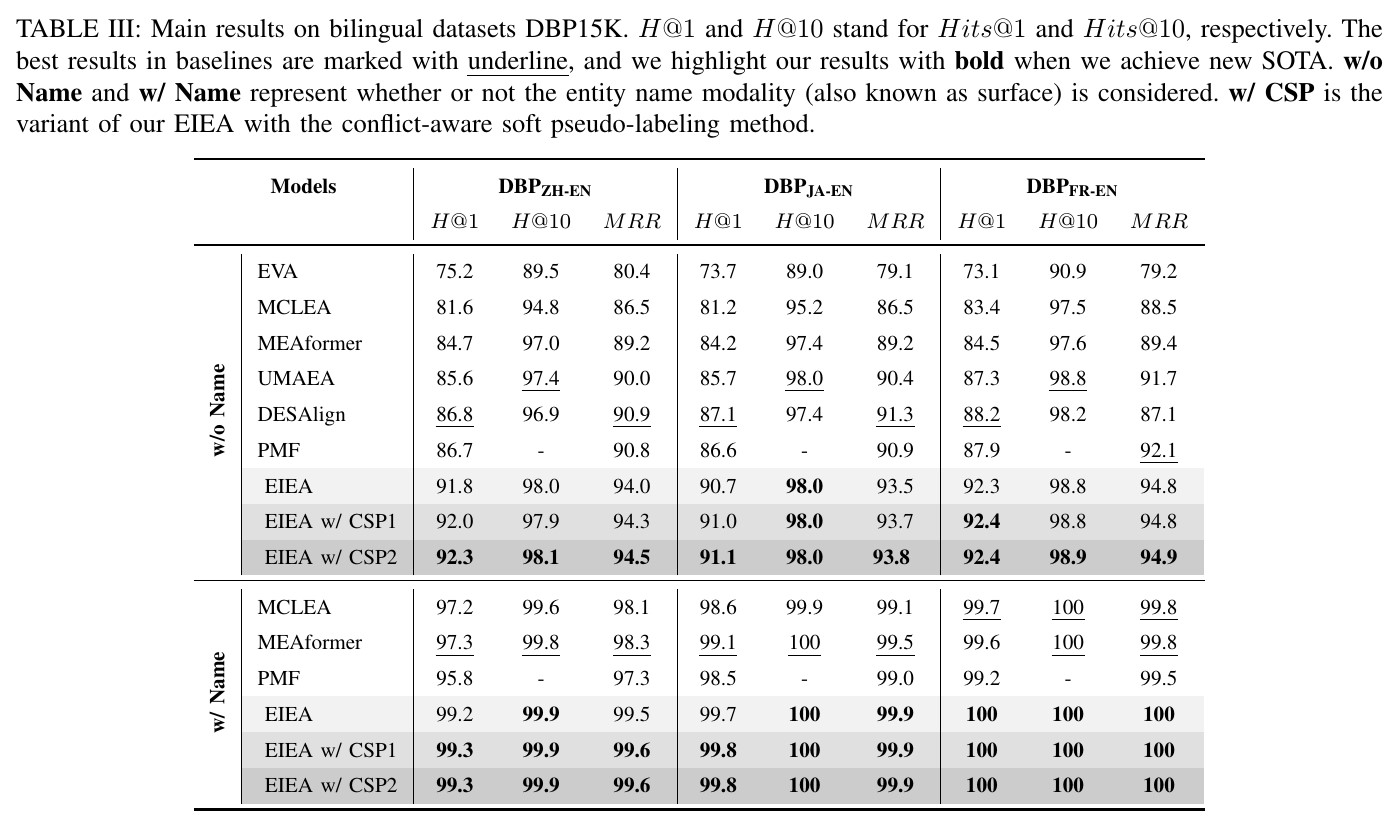 TABLE III: Main results on bilingual datasets DBP15K. H@1 and H@10 stand for Hits@1 and Hits@10, respectively. The
best results in baselines are marked with underline, and we highlight our results with bold when we achieve new SOTA. w/o
Name and w/ Name represent whether or not the entity name modality (also known as surface) is considered. w/ CSP is the
variant of our EIEA with the conflict-aware soft pseudo-labeling method.
Models DBPZH-EN DBPJA-EN DBPFR-EN
H@1 H@10 MRR H@1 H@10 MRR H@1 H@10 MRR
w/o Name
EVA 75.2 89.5 80.4 73.7 89.0 79.1 73.1 90.9 79.2
MCLEA 81.6 94.8 86.5 81.2 95.2 86.5 83.4 97.5 88.5
MEAformer 84.7 97.0 89.2 84.2 97.4 89.2 84.5 97.6 89.4
UMAEA 85.6 97.4 90.0 85.7 98.0 90.4 87.3 98.8 91.7
DESAlign 86.8 96.9 90.9 87.1 97.4 91.3 88.2 98.2 87.1
PMF 86.7 - 90.8 86.6 - 90.9 87.9 - 92.1
EIEA 91.8 98.0 94.0 90.7 98.0 93.5 92.3 98.8 94.8
EIEA w/ CSP1 92.0 97.9 94.3 91.0 98.0 93.7 92.4 98.8 94.8
EIEA w/ CSP2 92.3 98.1 94.5 91.1 98.0 93.8 92.4 98.9 94.9
w/ Name
MCLEA 97.2 99.6 98.1 98.6 99.9 99.1 99.7 100 99.8
MEAformer 97.3 99.8 98.3 99.1 100 99.5 99.6 100 99.8
PMF 95.8 - 97.3 98.5 - 99.0 99.2 - 99.5
EIEA 99.2 99.9 99.5 99.7 100 99.9 100 100 100
EIEA w/ CSP1 99.3 99.9 99.6 99.8 100 99.9 100 100 100
EIEA w/ CSP2 99.3 99.9 99.6 99.8 100 99.9 100 100 100